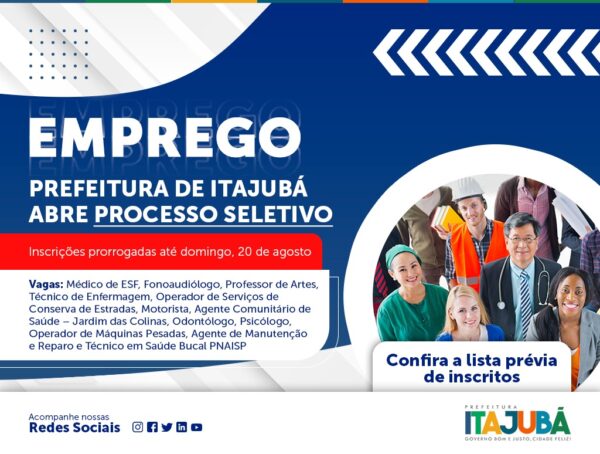 EMPREGO
PREFEITURA DE ITAJUBÁ
ABRE PROCESSO SELETIVO
Inscrições prorrogadas até domingo, 20 de agosto
Vagas: Médico de ESF, Fonoaudiólogo, Professor de Artes,
Técnico de Enfermagem, Operador de Serviços de
Conserva de Estradas, Motorista, Agente Comunitário de
Saúde – Jardim das Colinas, Odontólogo, Psicólogo,
Operador de Máquinas Pesadas, Agente de Manutenção
e Reparo e Técnico em Saúde Bucal PNAISP
Confira a lista prévia
de inscritos
Acompanhe nossas
Redes Sociais
PREFEITURA
ITAJUBÁ
GOVERNO BOM E JUSTO, CIDADE FELIZ!